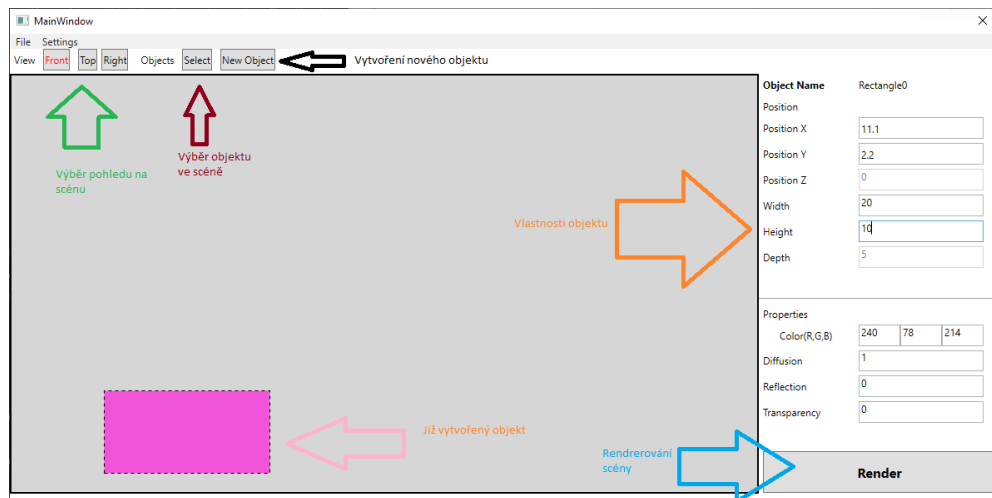 MainWindow
File Settings
View Front Top Right Objects Select New Object Vytvoření nového objektu
Výběr pohledu na
scénu
Výběr objektu
ve scéně
Vlastnosti objektu
Již vytvořený objekt
Rendrerování
scény
Object Name Rectangle0
Position
Position X 11.1
Position Y 2.2
Position Z 0
Width 20
Height 10
Depth 5
Properties
Color(R,G,B) 240 78 214
Diffusion 1
Reflection 0
Transparency 0
Render